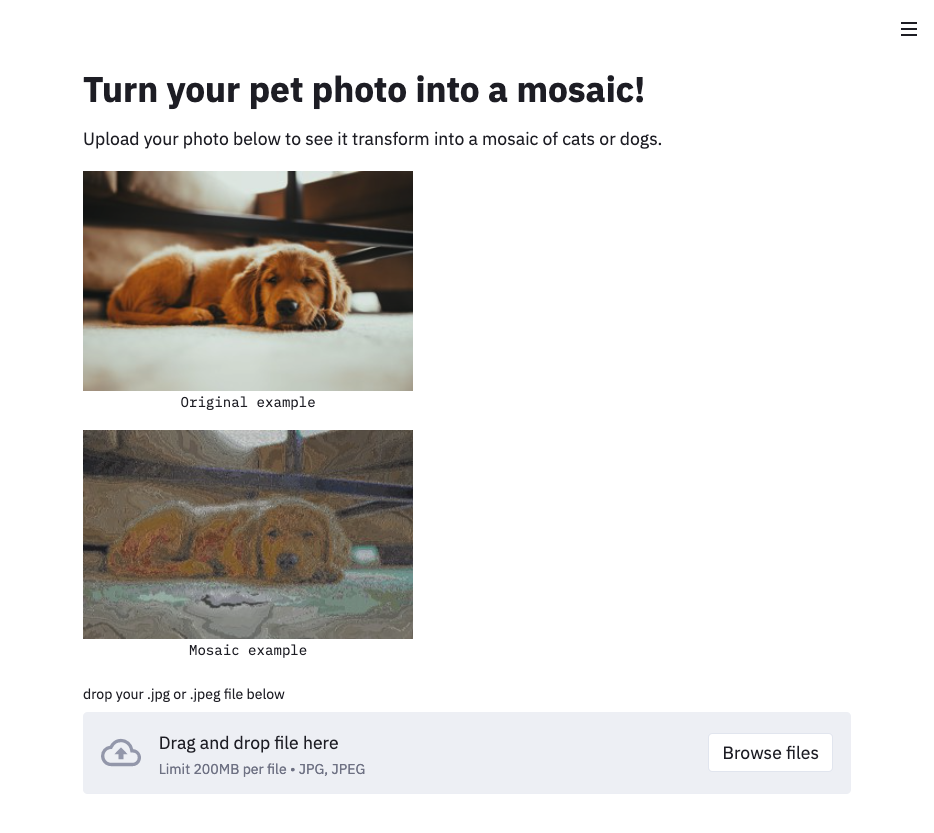 Turn your pet photo into a mosaic!
Upload your photo below to see it transform into a mosaic of cats or dogs.
Original example
Mosaic example
drop your .jpg or .jpeg file below
Drag and drop file here
Limit 200MB per file • JPG, JPEG
Browse files